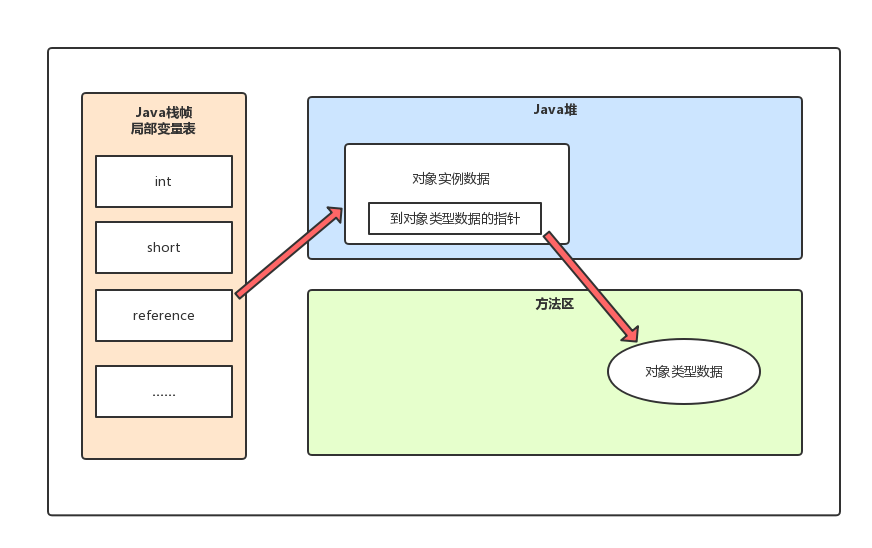 Java栈帧
局部变量表
int
short
reference
......
Java堆
对象实例数据
到对象类型数据的指针
方法区
对象类型数据